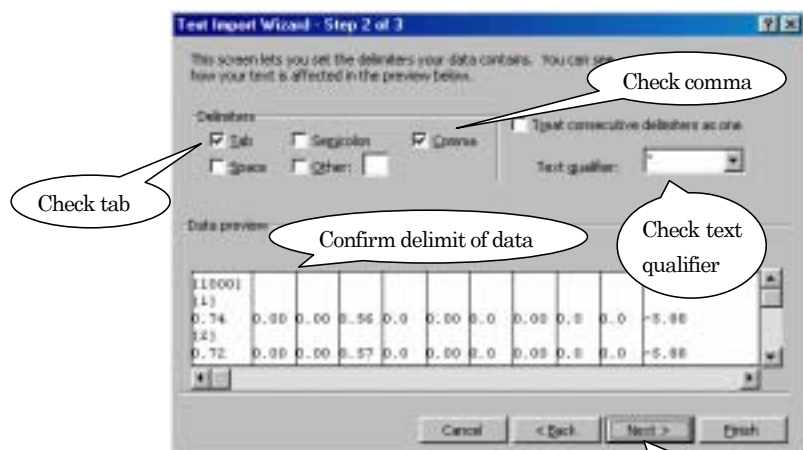 Text Import Wizard - Step 2 of 3
This screen lets you set the delimiters your data contains. You can see
how your text is affected in the preview below.
Check comma
Delimiters
Tab
Semicolon
Comma
Treat consecutive delimiters as one
Space
Other:
Text qualifier:
"
Check tab
Check text
qualifier
Data preview
Confirm delimit of data
0.74 0.00 0.00 0.56 0.0 0.00 0.0 0.00 0.0 0.0 -5.00
0.72 0.00 0.00 0.57 0.0 0.00 0.0 0.00 0.0 0.0 -5.00
Cancel
< Back
Next >
Finish